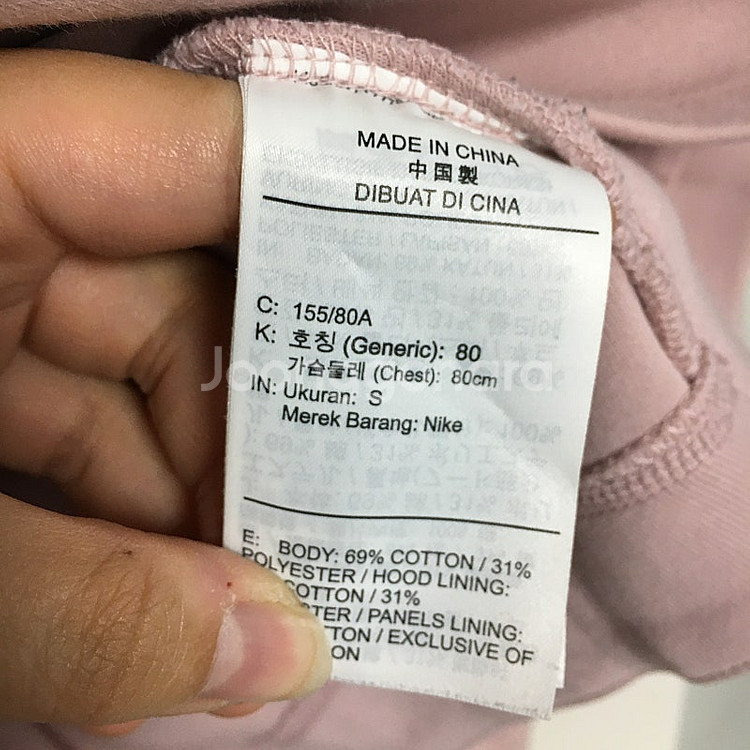 MADE IN CHINA
中国製
DIBUAT DI CINA
C: 155/80A
K: 호칭 (Generic): 80
가슴둘레 (Chest): 80cm
IN: Ukuran: S
Merek Barang: Nike
E: BODY: 69% COTTON / 31%
POLYESTER / HOOD LINING:
COTTON / 31%
TER / PANELS LINING:
TTON / EXCLUSIVE OF
ON